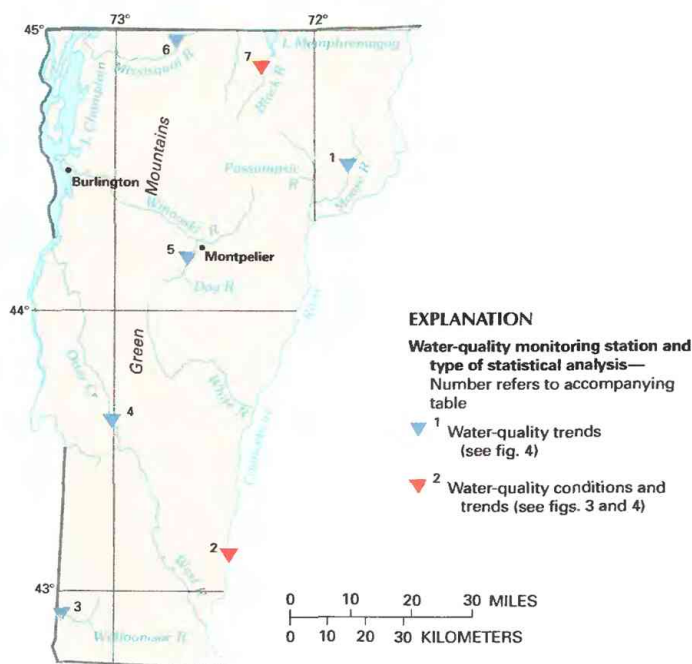 73°
72°
45°
6
Missisquoi R
7
L Memphremagog
Black R
L Champlain
Mountains
1
Passumpsic
R
Moose R
Burlington
Winooski R
5
Montpelier
Dog R
44°
River
Green
Otter Cr
White R
4
Connecticut
2
West R
43°
3
R
EXPLANATION
Water-quality monitoring station and
type of statistical analysis—
Number refers to accompanying
table
1 Water-quality trends
(see fig. 4)
2 Water-quality conditions and
trends (see figs. 3 and 4)
0 10 20 30 MILES
0 10 20 30 KILOMETERS